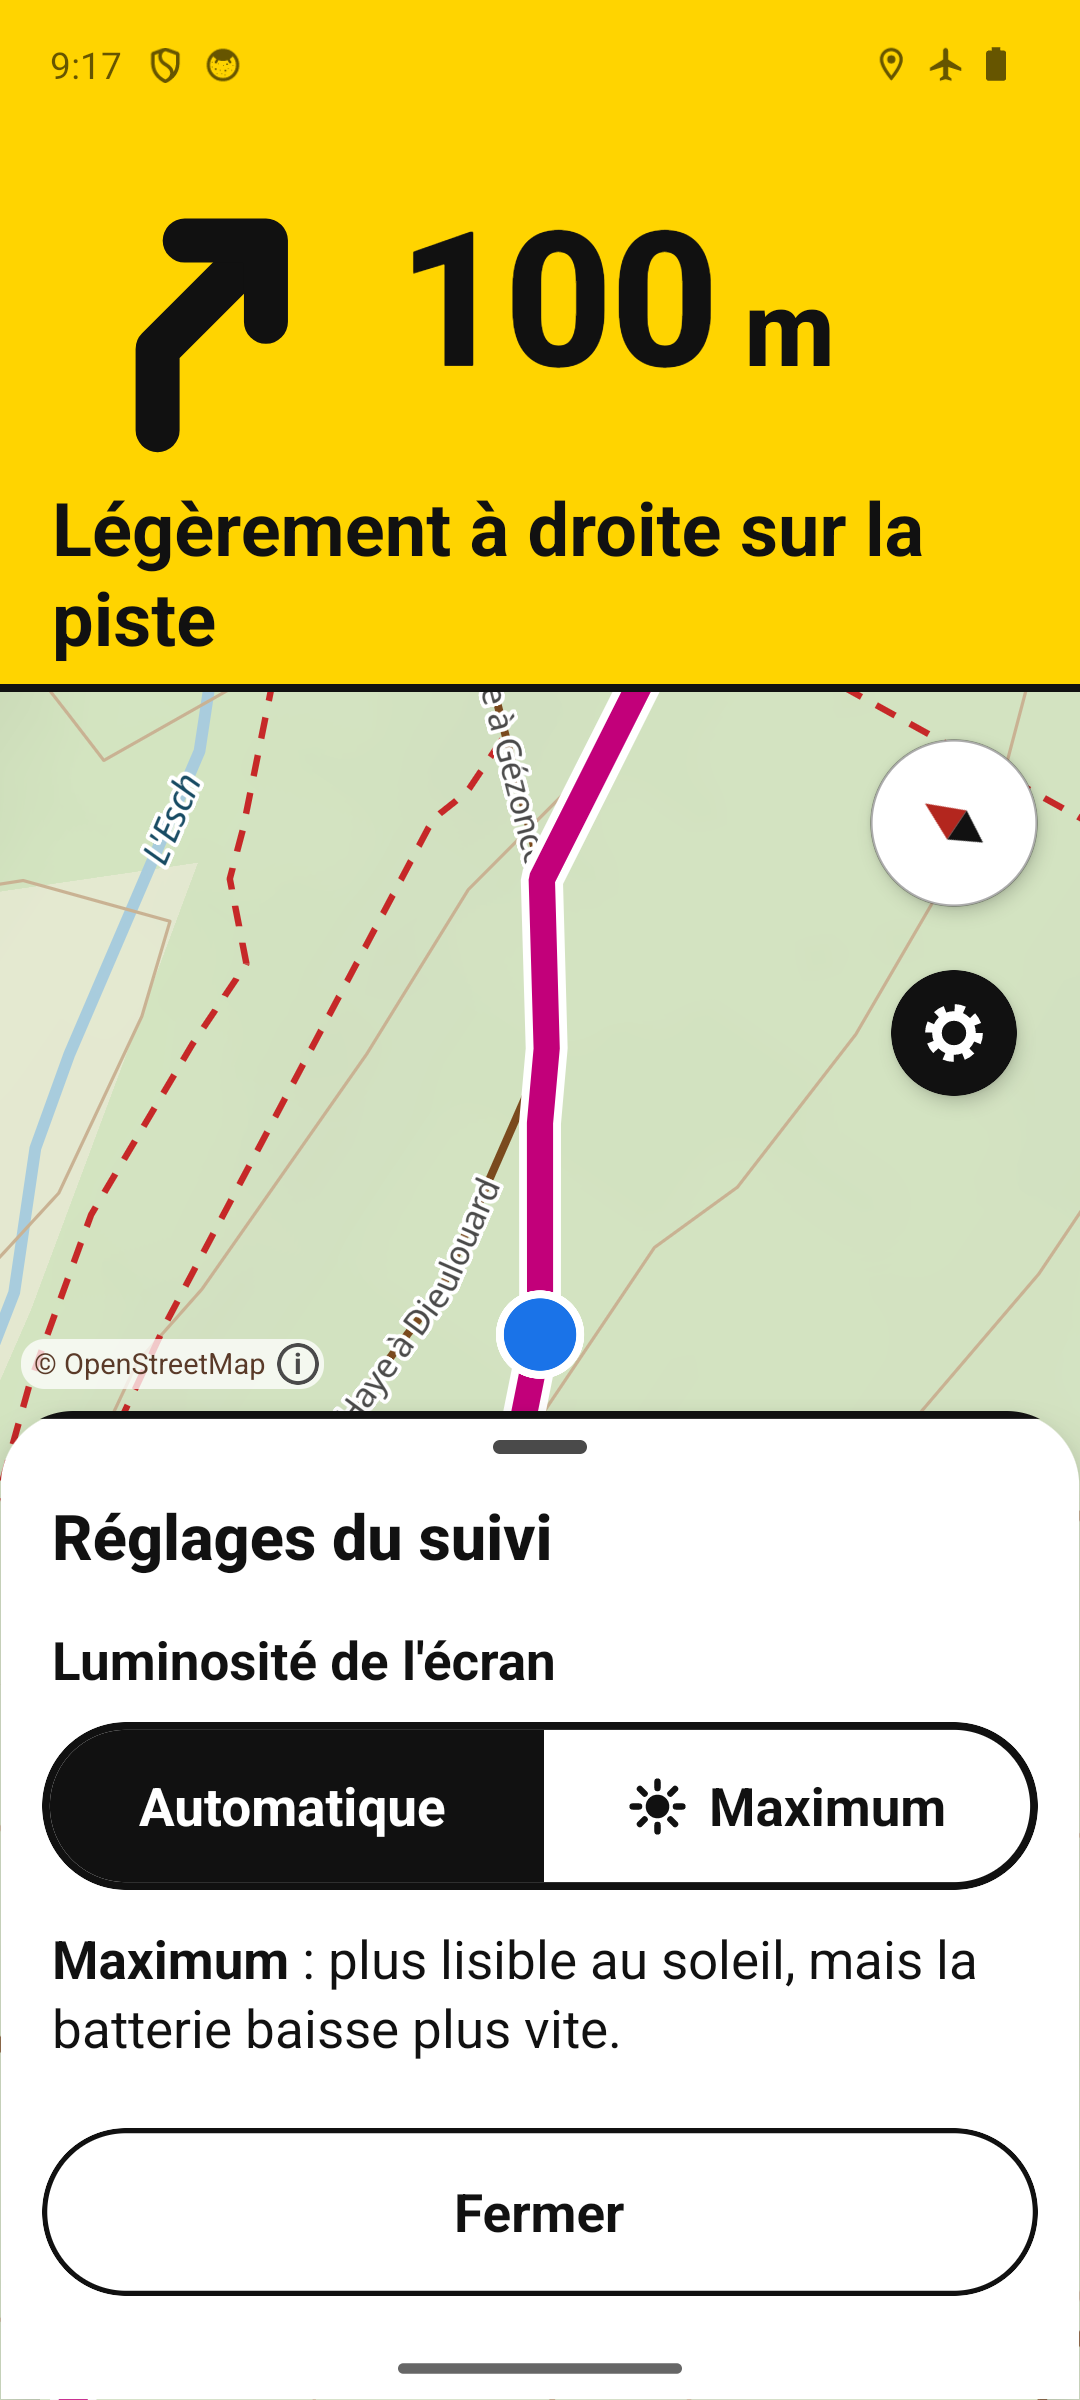 9:17
100 m
Légèrement à droite sur la
piste
e à Gézonc
L'Esch
Haye à Dieulouard
© OpenStreetMap
Réglages du suivi
Luminosité de l'écran
Automatique
Maximum
Maximum : plus lisible au soleil, mais la
batterie baisse plus vite.
Fermer